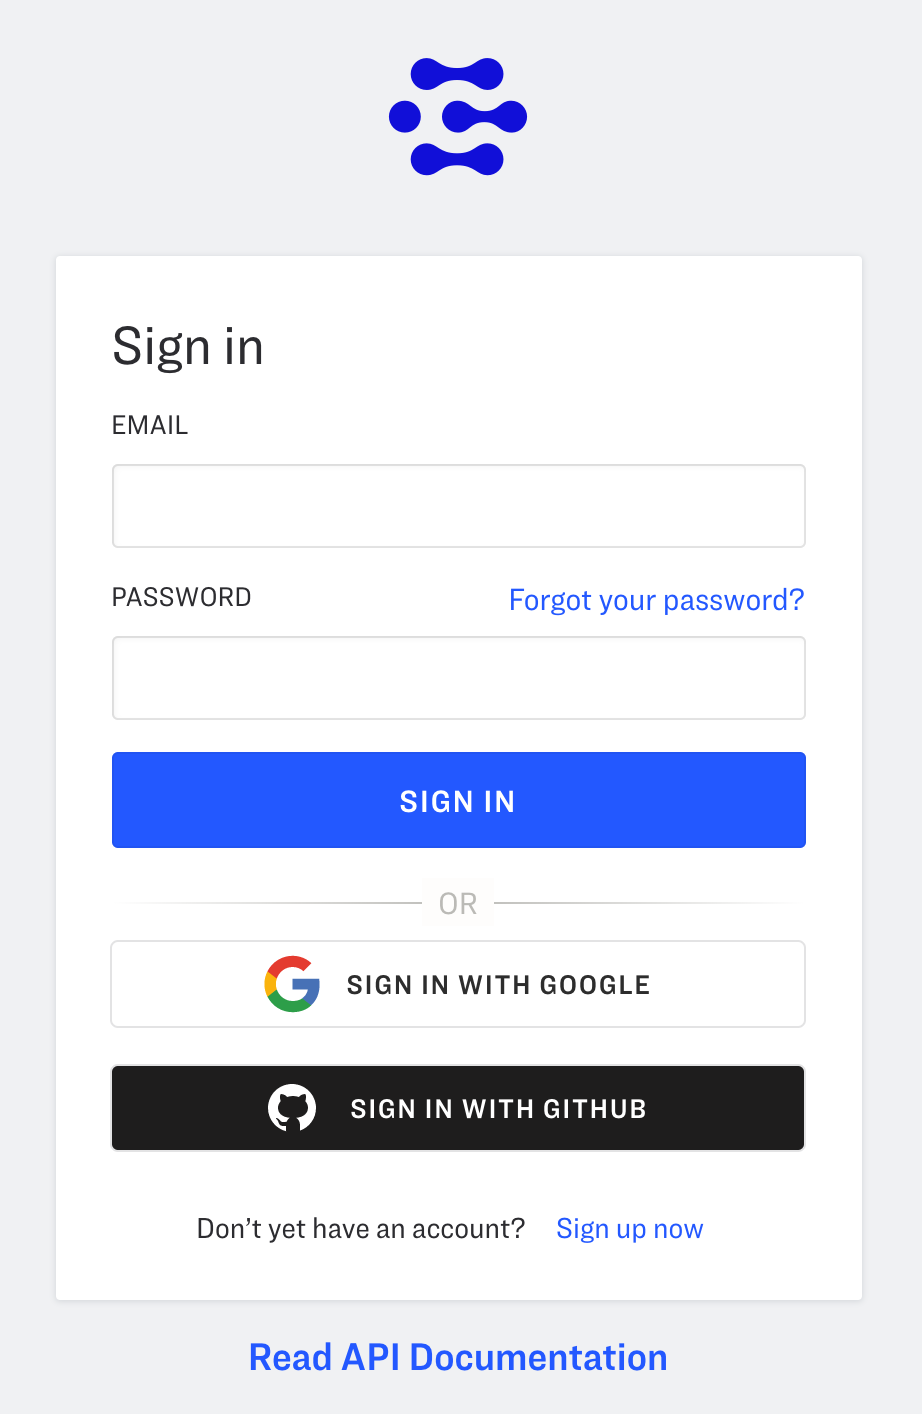 Sign in
EMAIL
PASSWORD
Forgot your password?
SIGN IN
OR
SIGN IN WITH GOOGLE
SIGN IN WITH GITHUB
Don’t yet have an account? Sign up now
Read API Documentation